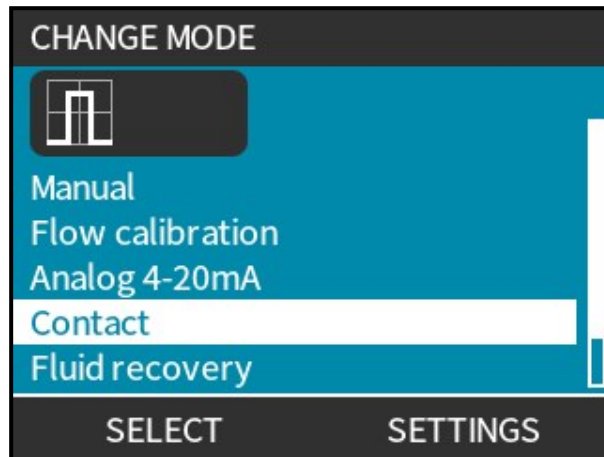 CHANGE MODE
Manual
Flow calibration
Analog 4-20mA
Contact
Fluid recovery
SELECT SETTINGS